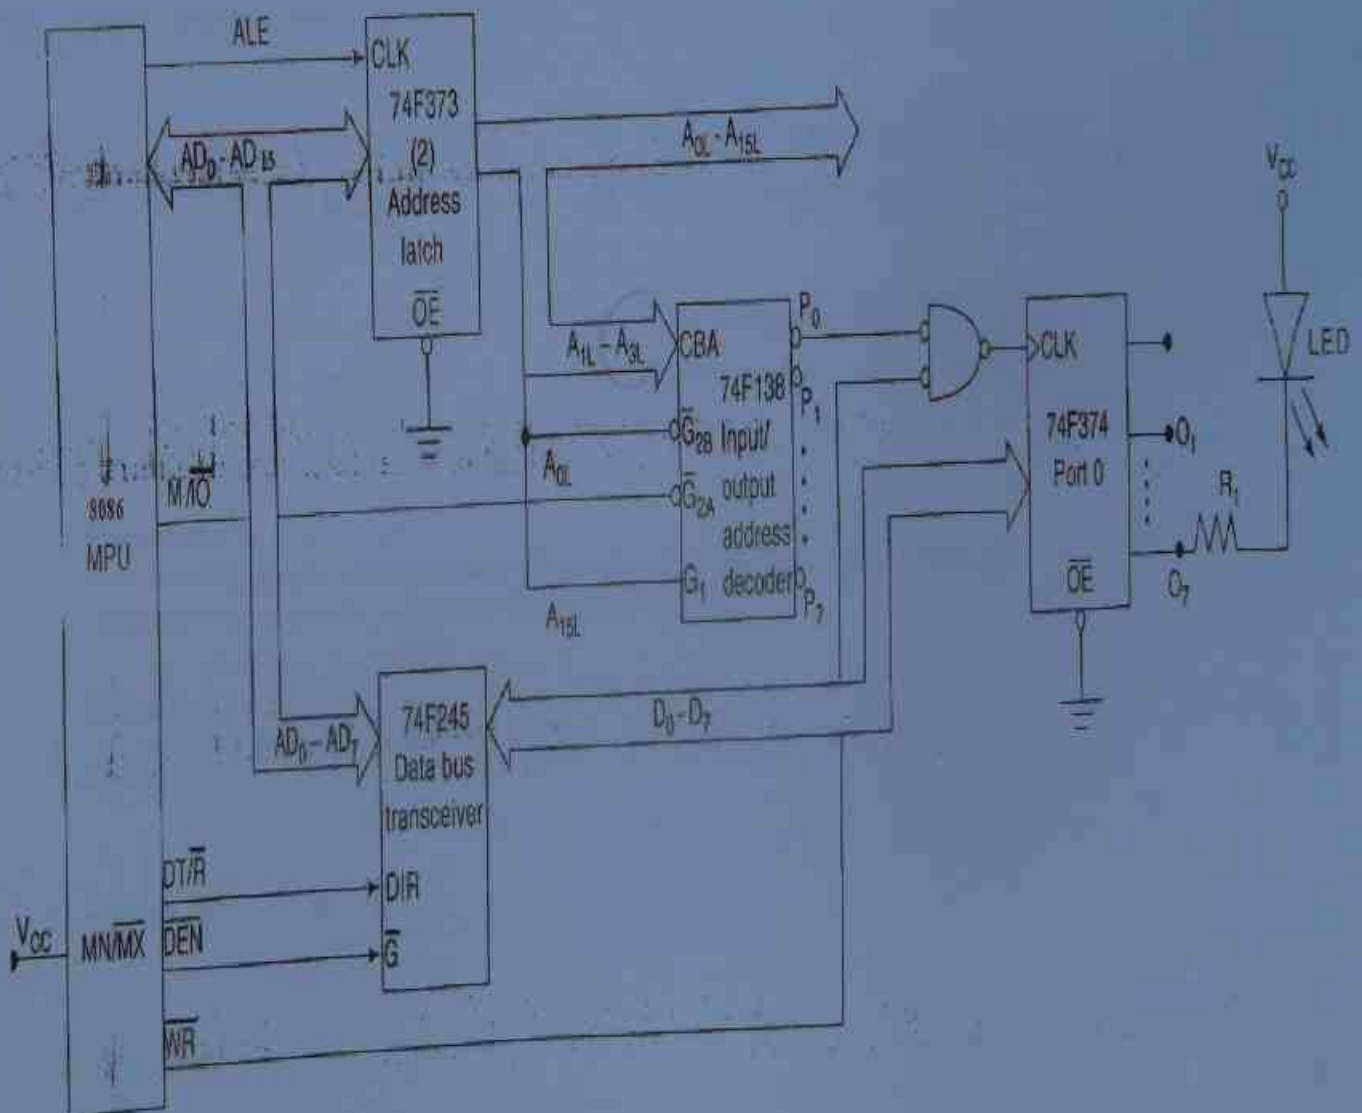 ALE
CLK
74F373
(2)
Address
latch
OE
AD0 - AD15
A0L - A15L
VCC
LED
R1
A1L - A3L
CBA
74F138
Input/
output
address
decoder
G2B
G2A
G1
A0L
A15L
P0
P1
P7
CLK
74F374
Port 0
OE
O1
O7
M/IO
8086
MPU
AD0 - AD7
74F245
Data bus
transceiver
DIR
G
D0 - D7
DT/R
DEN
WR
VCC
MN/MX